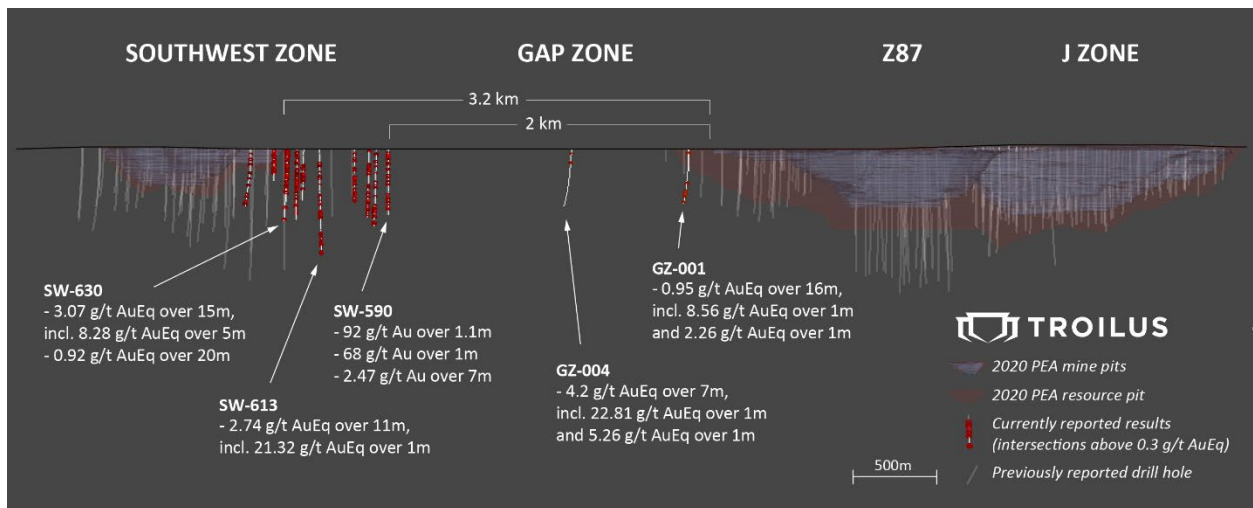 SOUTHWEST ZONE
GAP ZONE
Z87
J ZONE
3.2 km
2 km
SW-630
- 3.07 g/t AuEq over 15m,
incl. 8.28 g/t AuEq over 5m
- 0.92 g/t AuEq over 20m
SW-613
- 2.74 g/t AuEq over 11m,
incl. 21.32 g/t AuEq over 1m
SW-590
- 92 g/t Au over 1.1m
- 68 g/t Au over 1m
- 2.47 g/t Au over 7m
GZ-004
- 4.2 g/t AuEq over 7m,
incl. 22.81 g/t AuEq over 1m
and 5.26 g/t AuEq over 1m
GZ-001
- 0.95 g/t AuEq over 16m,
incl. 8.56 g/t AuEq over 1m
and 2.26 g/t AuEq over 1m
TROILUS
2020 PEA mine pits
2020 PEA resource pit
Currently reported results
(intersections above 0.3 g/t AuEq)
Previously reported drill hole
500m